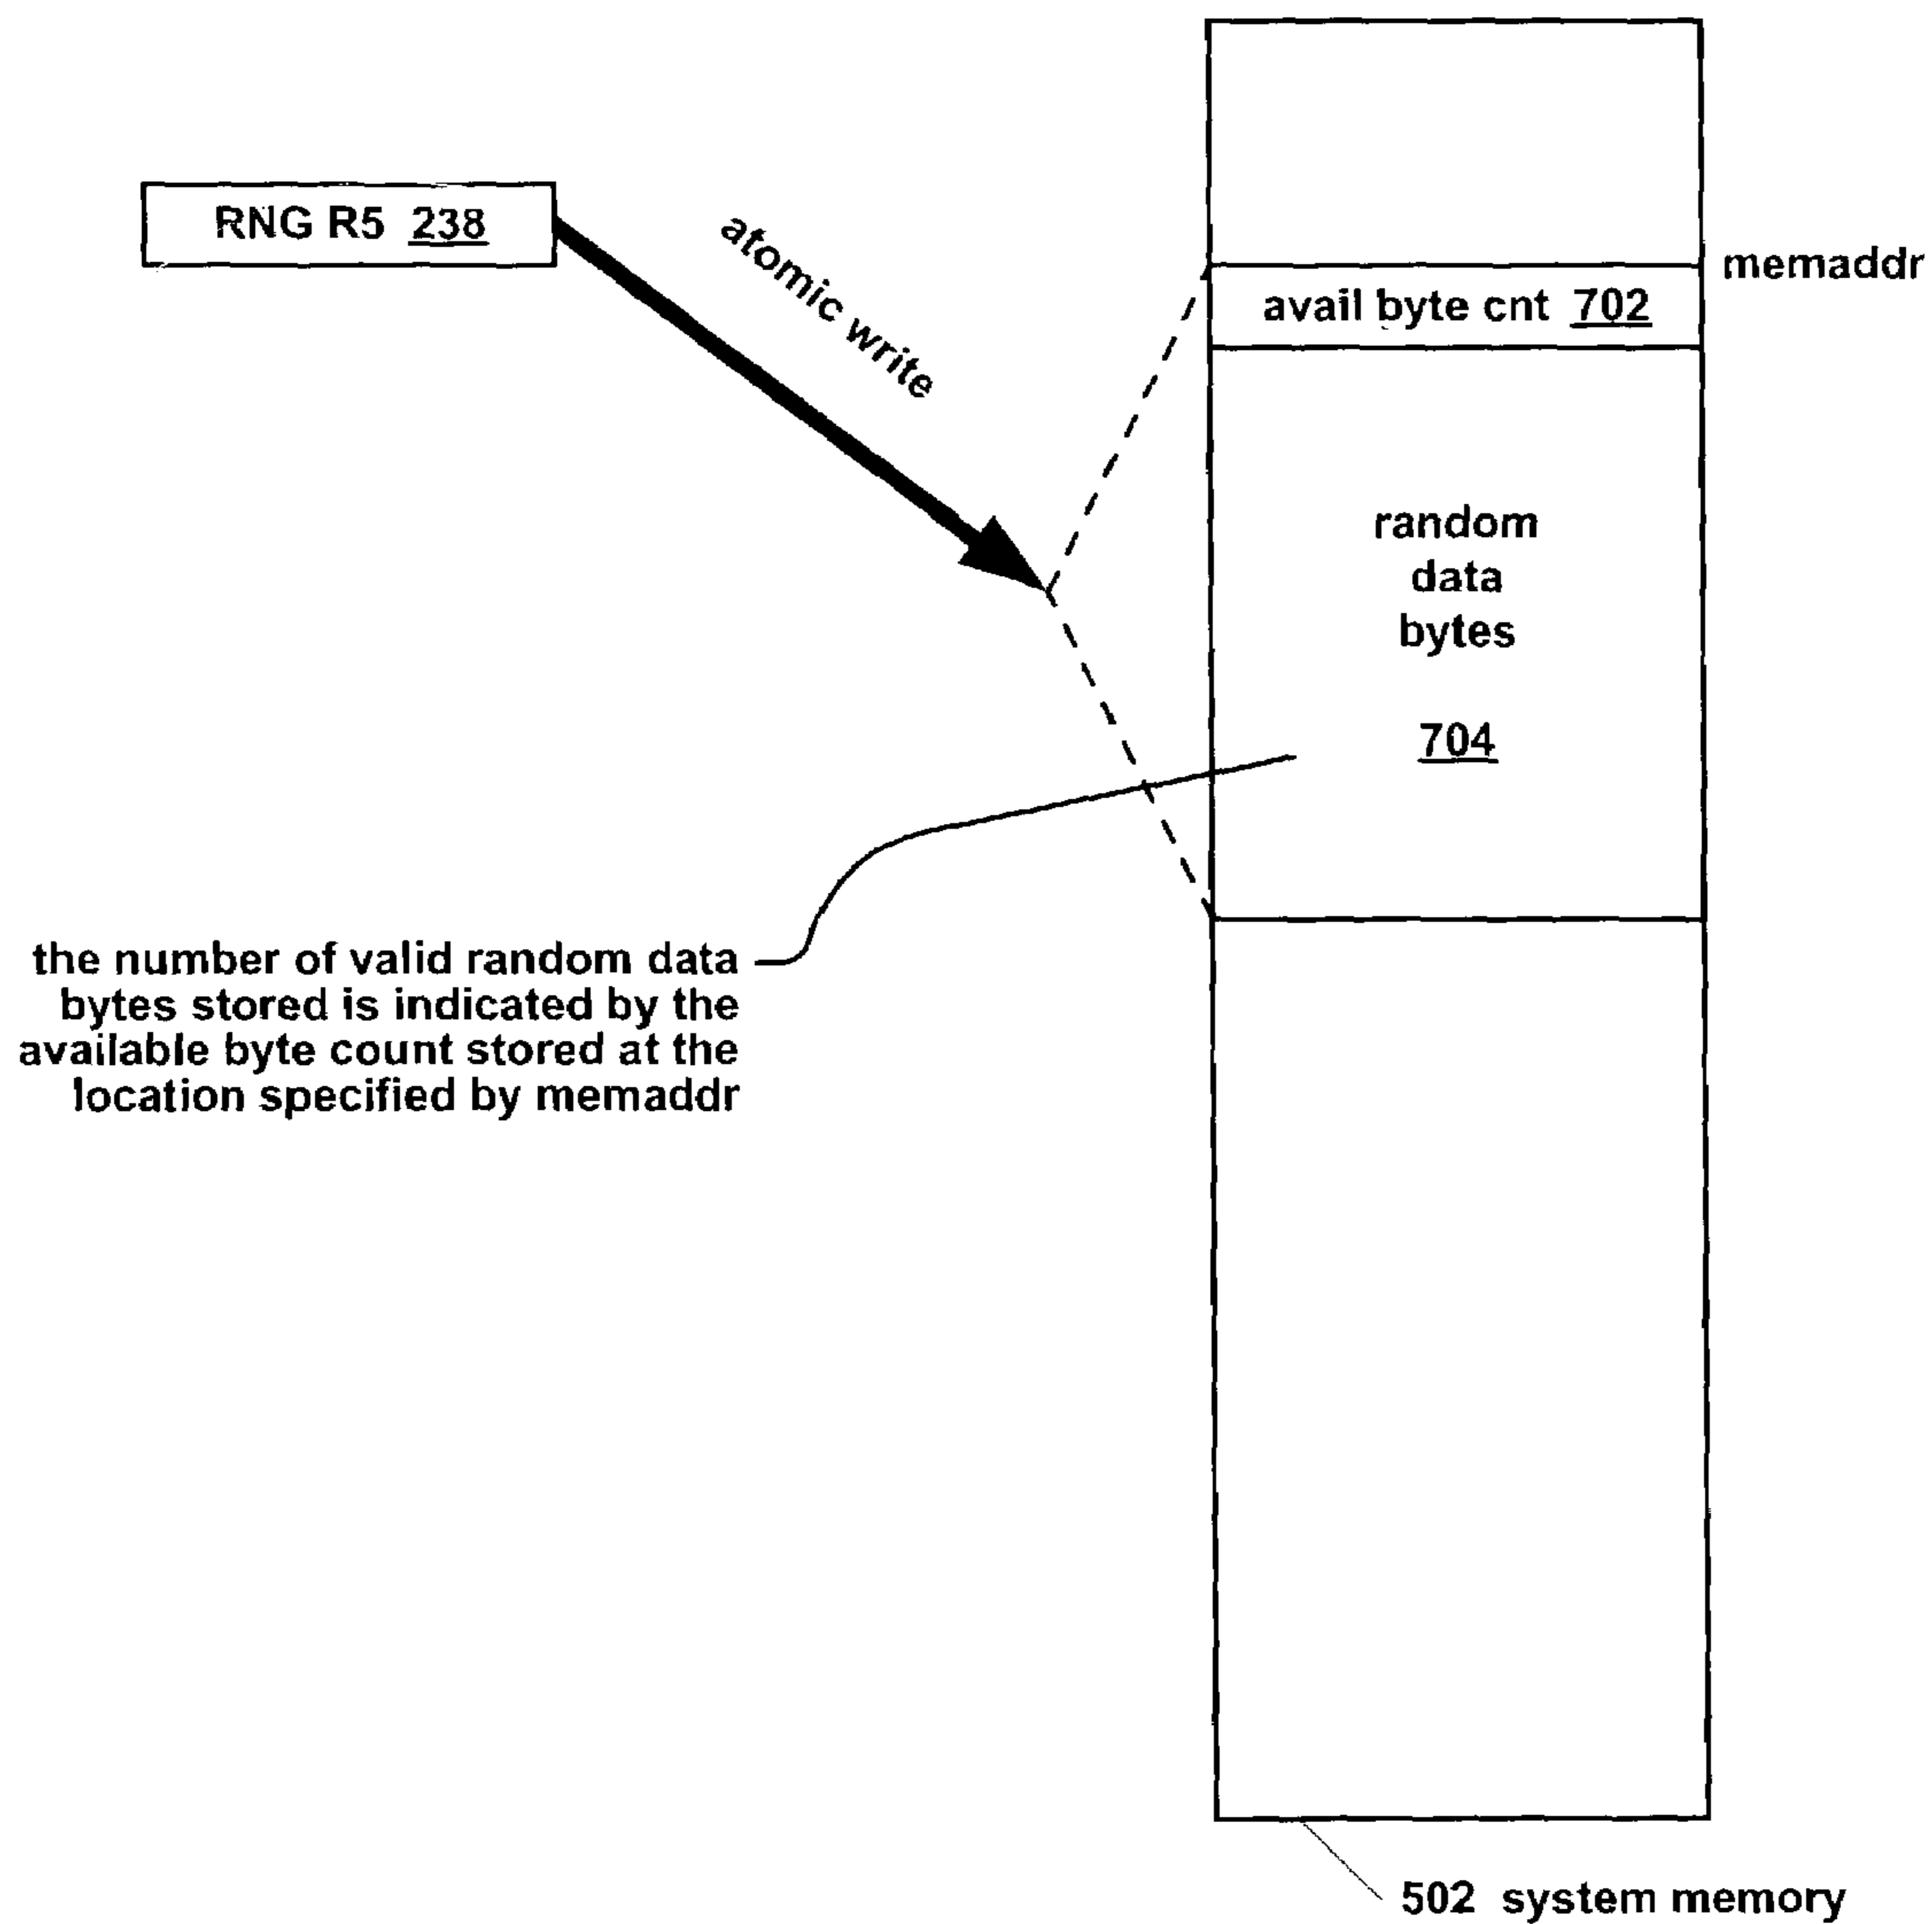 RNG R5 238
atomic write
memaddr
avail byte cnt 702
random
data
bytes
704
the number of valid random data
bytes stored is indicated by the
available byte count stored at the
location specified by memaddr
502 system memory